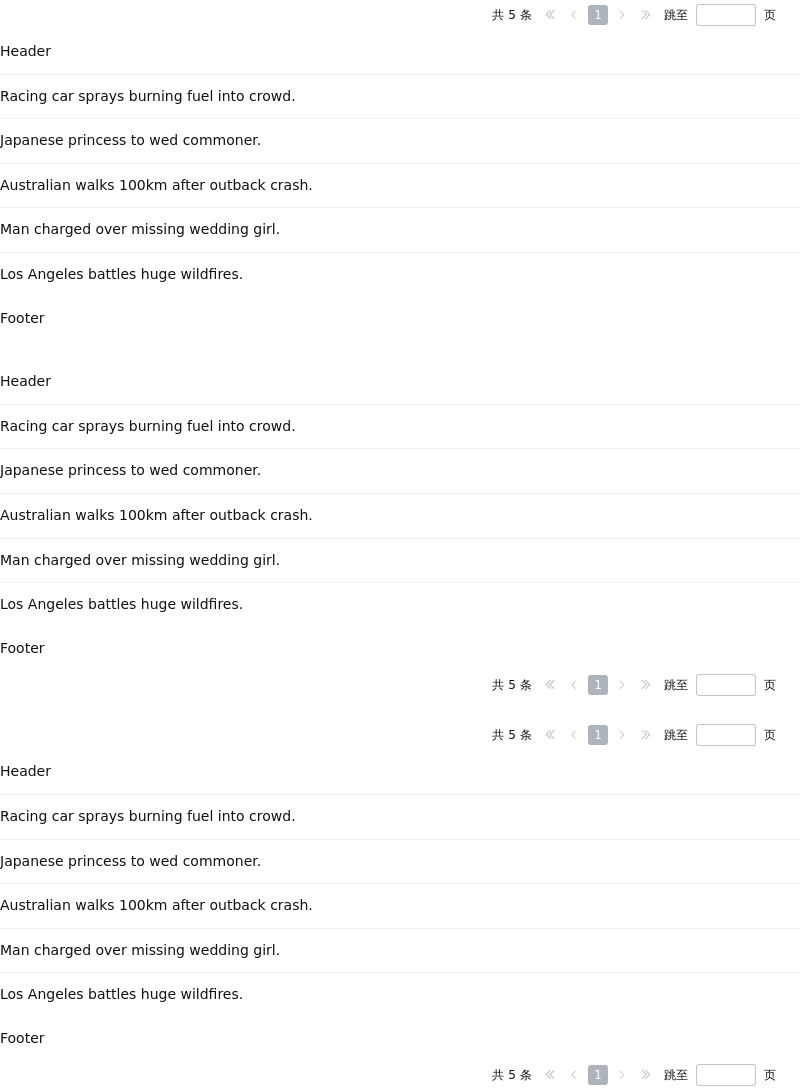 共 5 条 1 跳至 页
Header
Racing car sprays burning fuel into crowd.
Japanese princess to wed commoner.
Australian walks 100km after outback crash.
Man charged over missing wedding girl.
Los Angeles battles huge wildfires.
Footer
Header
Racing car sprays burning fuel into crowd.
Japanese princess to wed commoner.
Australian walks 100km after outback crash.
Man charged over missing wedding girl.
Los Angeles battles huge wildfires.
Footer
共 5 条 1 跳至 页
共 5 条 1 跳至 页
Header
Racing car sprays burning fuel into crowd.
Japanese princess to wed commoner.
Australian walks 100km after outback crash.
Man charged over missing wedding girl.
Los Angeles battles huge wildfires.
Footer
共 5 条 1 跳至 页